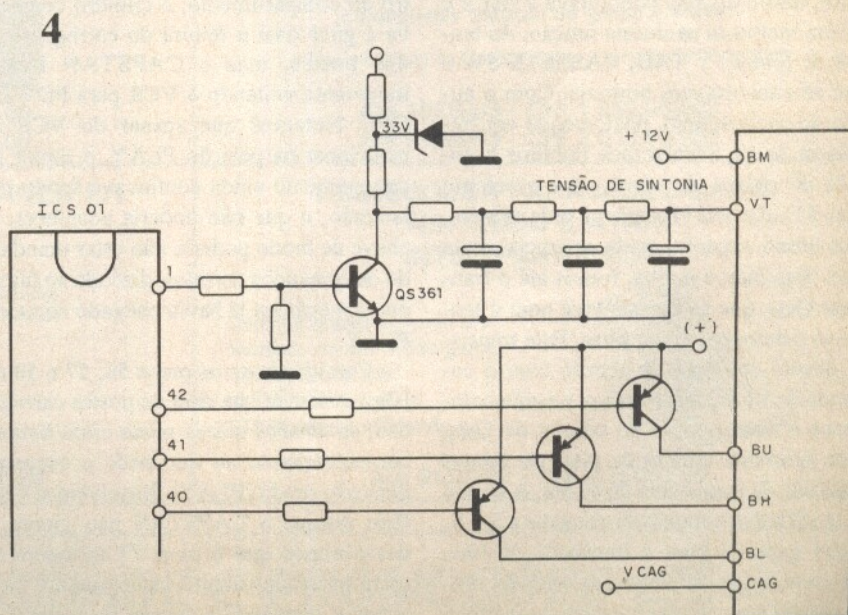 4
33V
+ 12V
BM
TENSÃO DE SINTONIA
VT
ICS 01
1
QS361
(+)
42
41
BU
40
BH
BL
V CAG
CAG